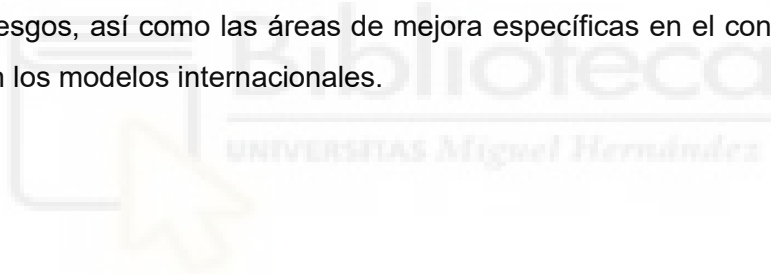 esgos, así como las áreas de mejora específicas en el con
n los modelos internacionales.
Biblioteca
UNIVERSITAS Miguel Hernández